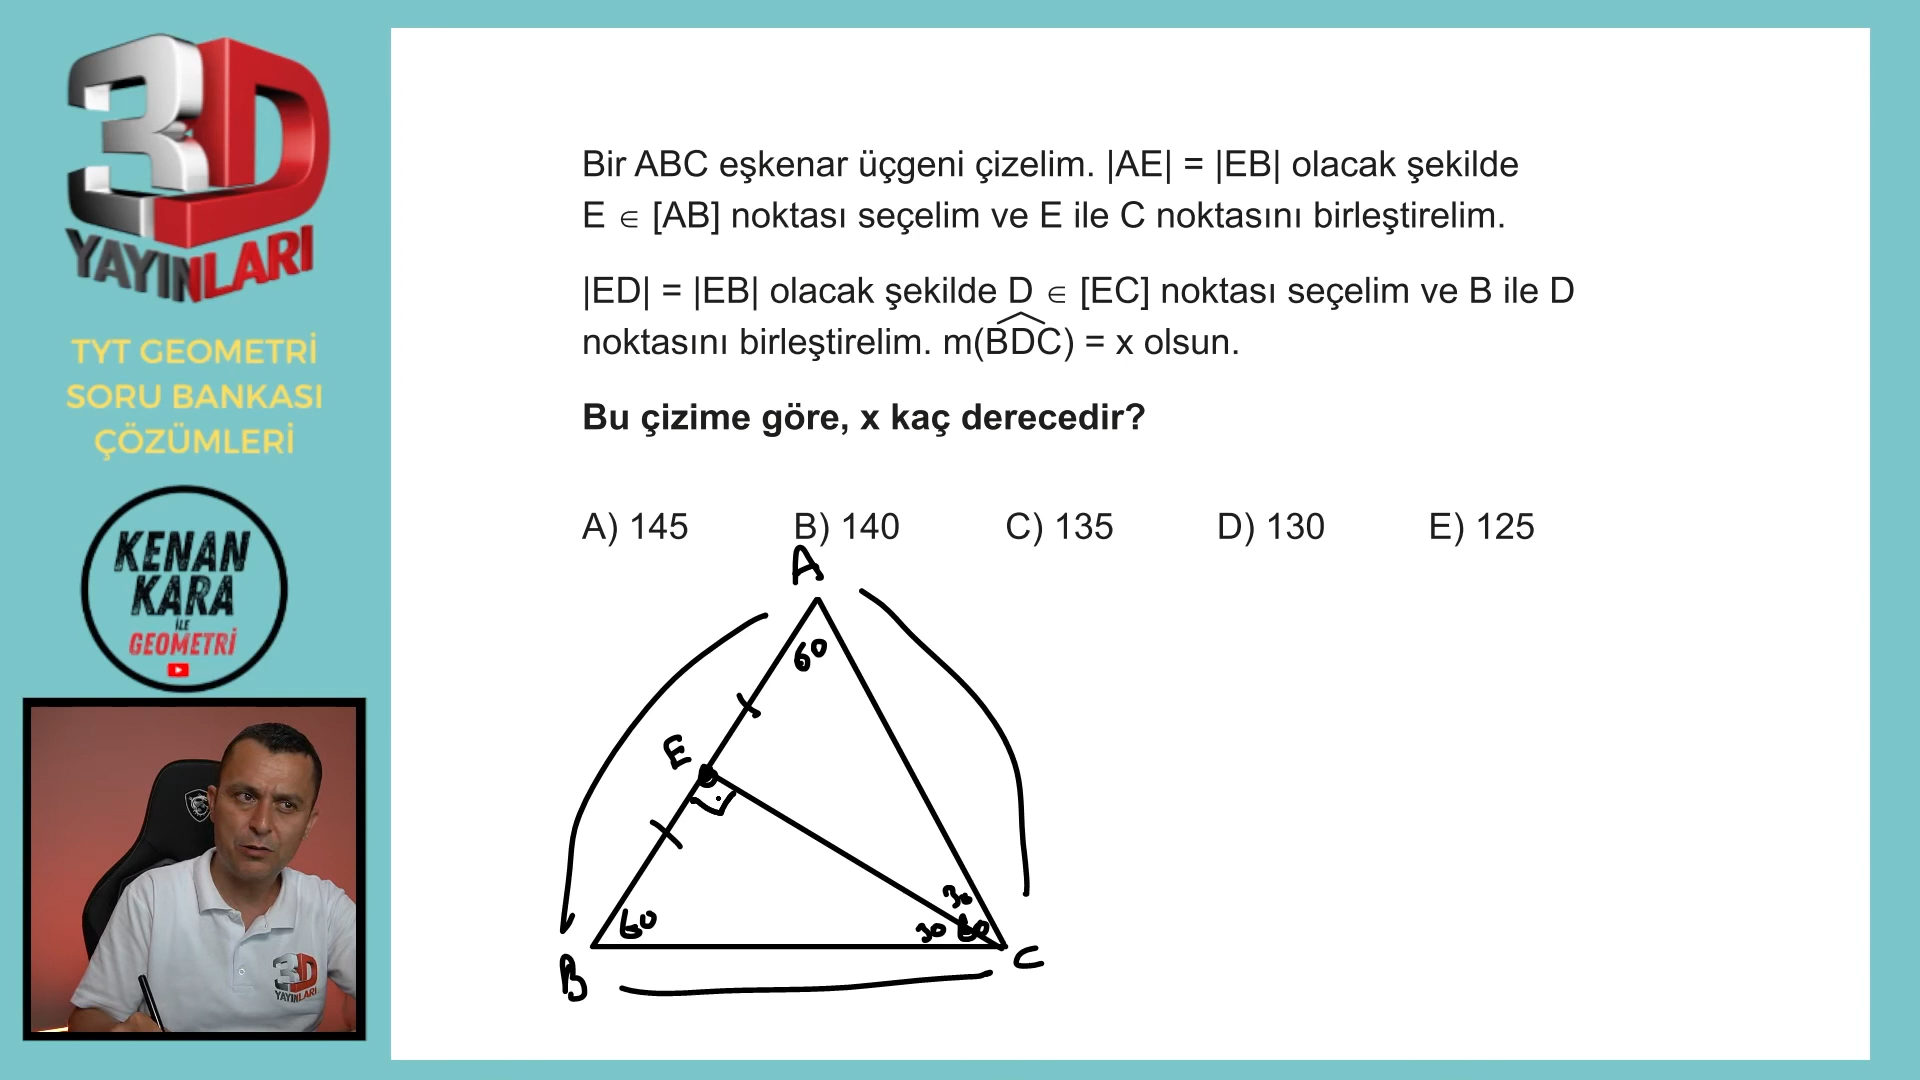 3D
YAYINLARI
TYT GEOMETRİ
SORU BANKASI
ÇÖZÜMLERİ
KENAN
KARA
İLE
GEOMETRİ
3D
YAYINLARI
Bir ABC eşkenar üçgeni çizelim. |AE| = |EB| olacak şekilde
E ∈ [AB] noktası seçelim ve E ile C noktasını birleştirelim.
|ED| = |EB| olacak şekilde D ∈ [EC] noktası seçelim ve B ile D
noktasını birleştirelim. m(BDC) = x olsun.
Bu çizime göre, x kaç derecedir?
A) 145 B) 140 C) 135 D) 130 E) 125
A
60
E
30
60 30 60
B C